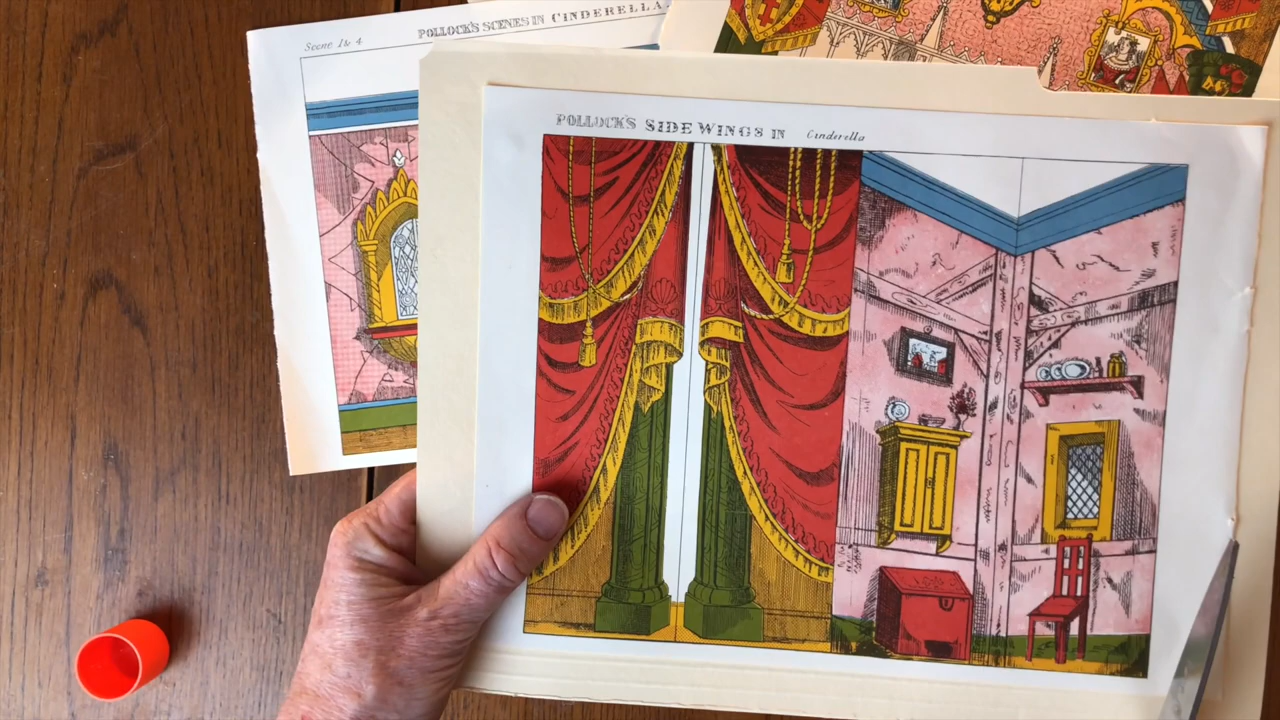 POLLOCK'S SCENES IN CINDERELLA.
Scene 1 & 4
POLLOCK'S SIDE WINGS IN Cinderella